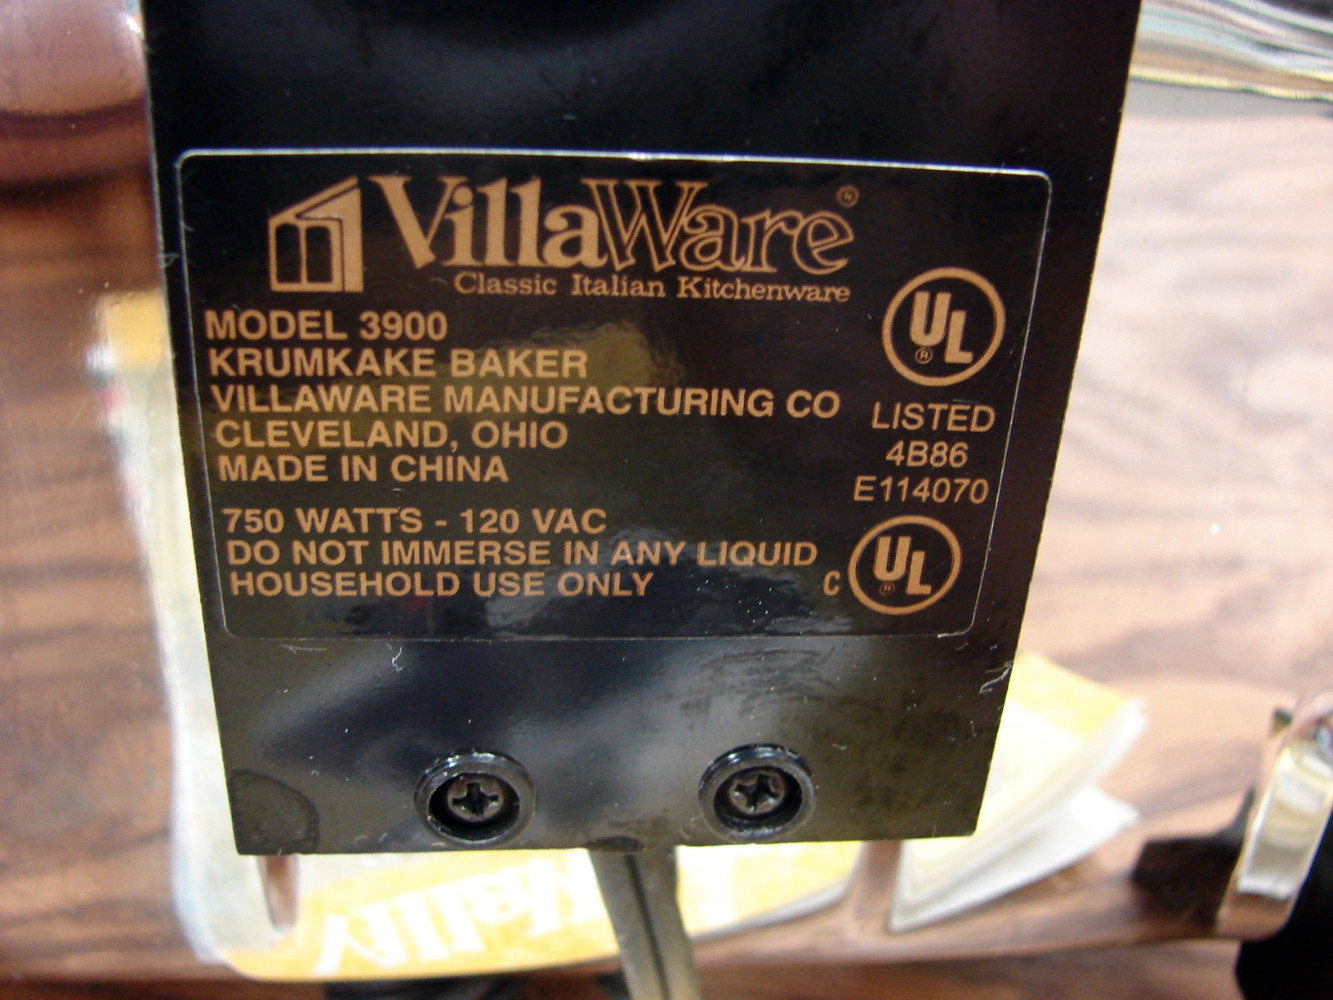 VillaWare®
Classic Italian Kitchenware
MODEL 3900
KRUMKAKE BAKER
VILLAWARE MANUFACTURING CO
CLEVELAND, OHIO
MADE IN CHINA
750 WATTS - 120 VAC
DO NOT IMMERSE IN ANY LIQUID
HOUSEHOLD USE ONLY
UL®
LISTED
4B86
E114070
C UL®